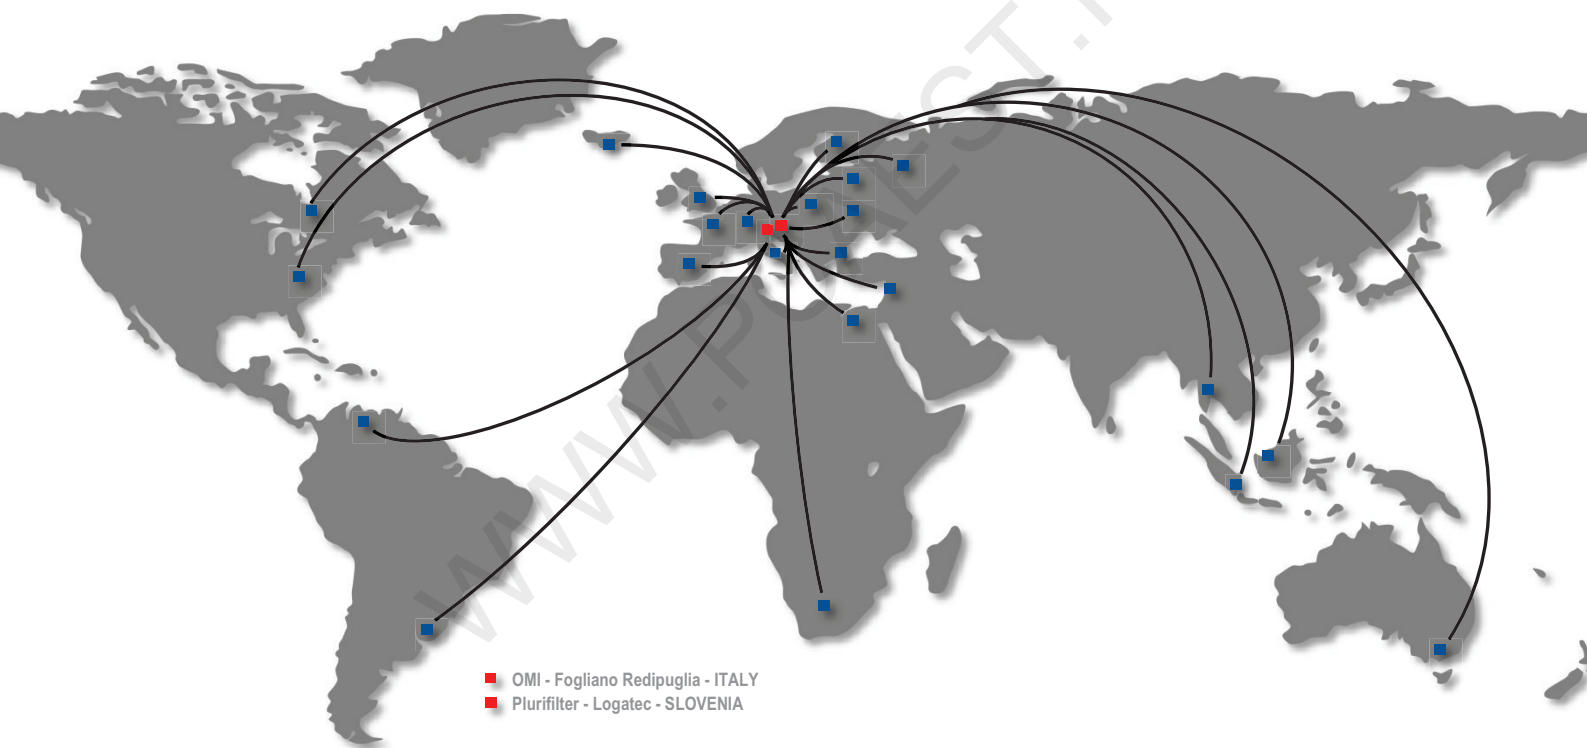 OMI - Fogliano Redipuglia - ITALY
Plurifilter - Logatec - SLOVENIA